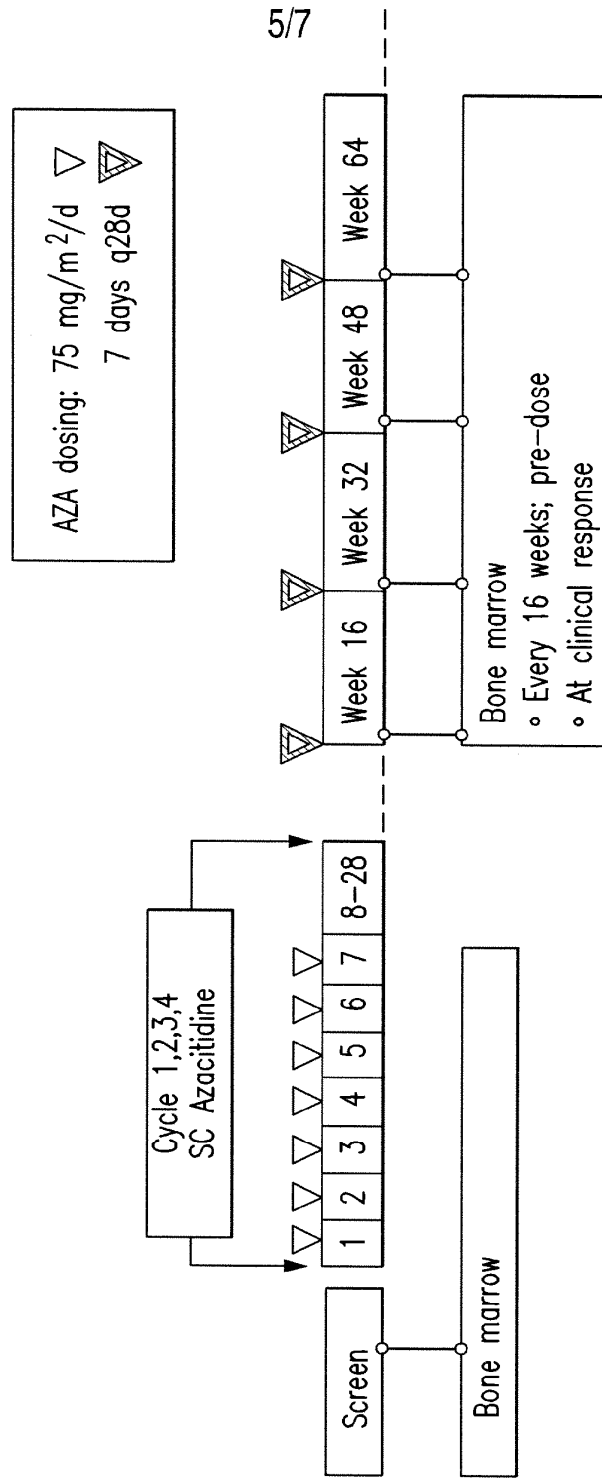 5/7
AZA dosing: 75 mg/m²/d
7 days q28d
Cycle 1,2,3,4
SC Azacitidine
Screen
1 2 3 4 5 6 7 8-28
Week 16 Week 32 Week 48 Week 64
Bone marrow
Bone marrow
◦ Every 16 weeks; pre-dose
◦ At clinical response